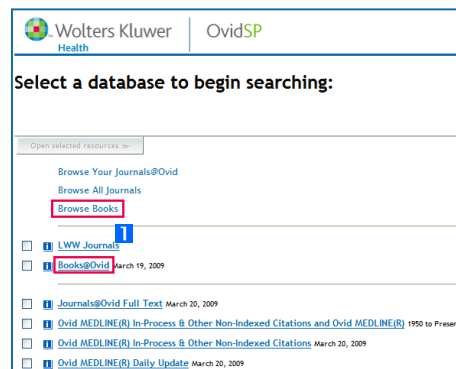 Wolters Kluwer OvidSP
Health
Select a database to begin searching:
Open selected resources >>
Browse Your Journals@Ovid
Browse All Journals
Browse Books
1
i LWW Journals
i Books@Ovid March 19, 2009
i Journals@Ovid Full Text March 20, 2009
i Ovid MEDLINE(R) In-Process & Other Non-Indexed Citations and Ovid MEDLINE(R) 1950 to Presen
i Ovid MEDLINE(R) In-Process & Other Non-Indexed Citations March 20, 2009
i Ovid MEDLINE(R) Daily Update March 20, 2009